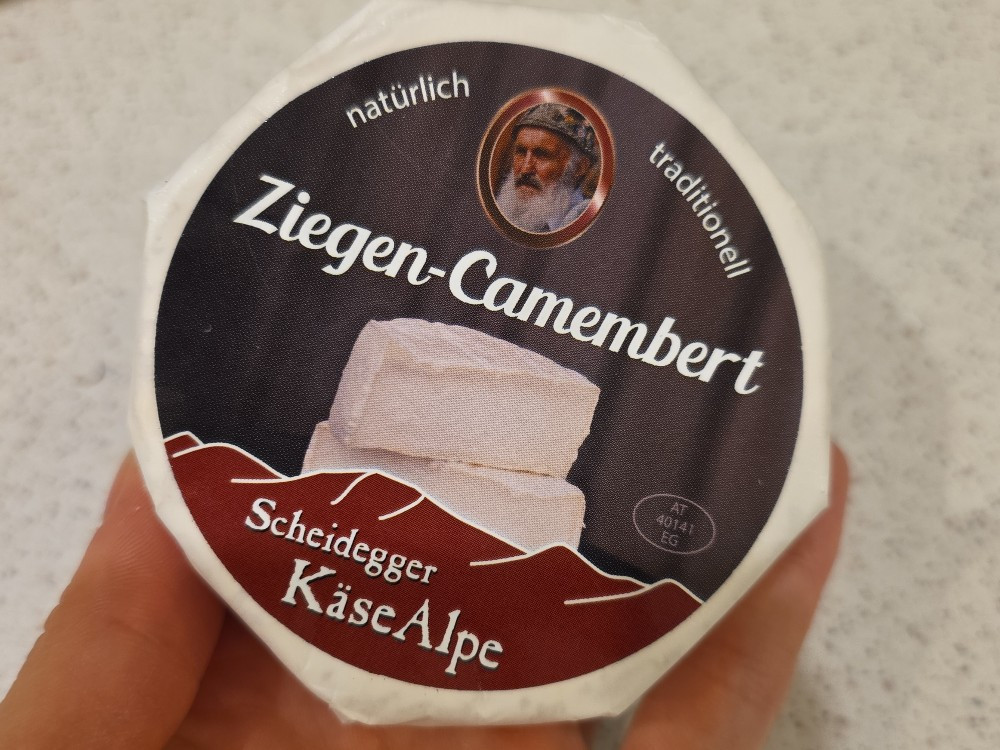 natürlich
traditionell
Ziegen-Camembert
AT
40141
EG
Scheidegger
KäseAlpe